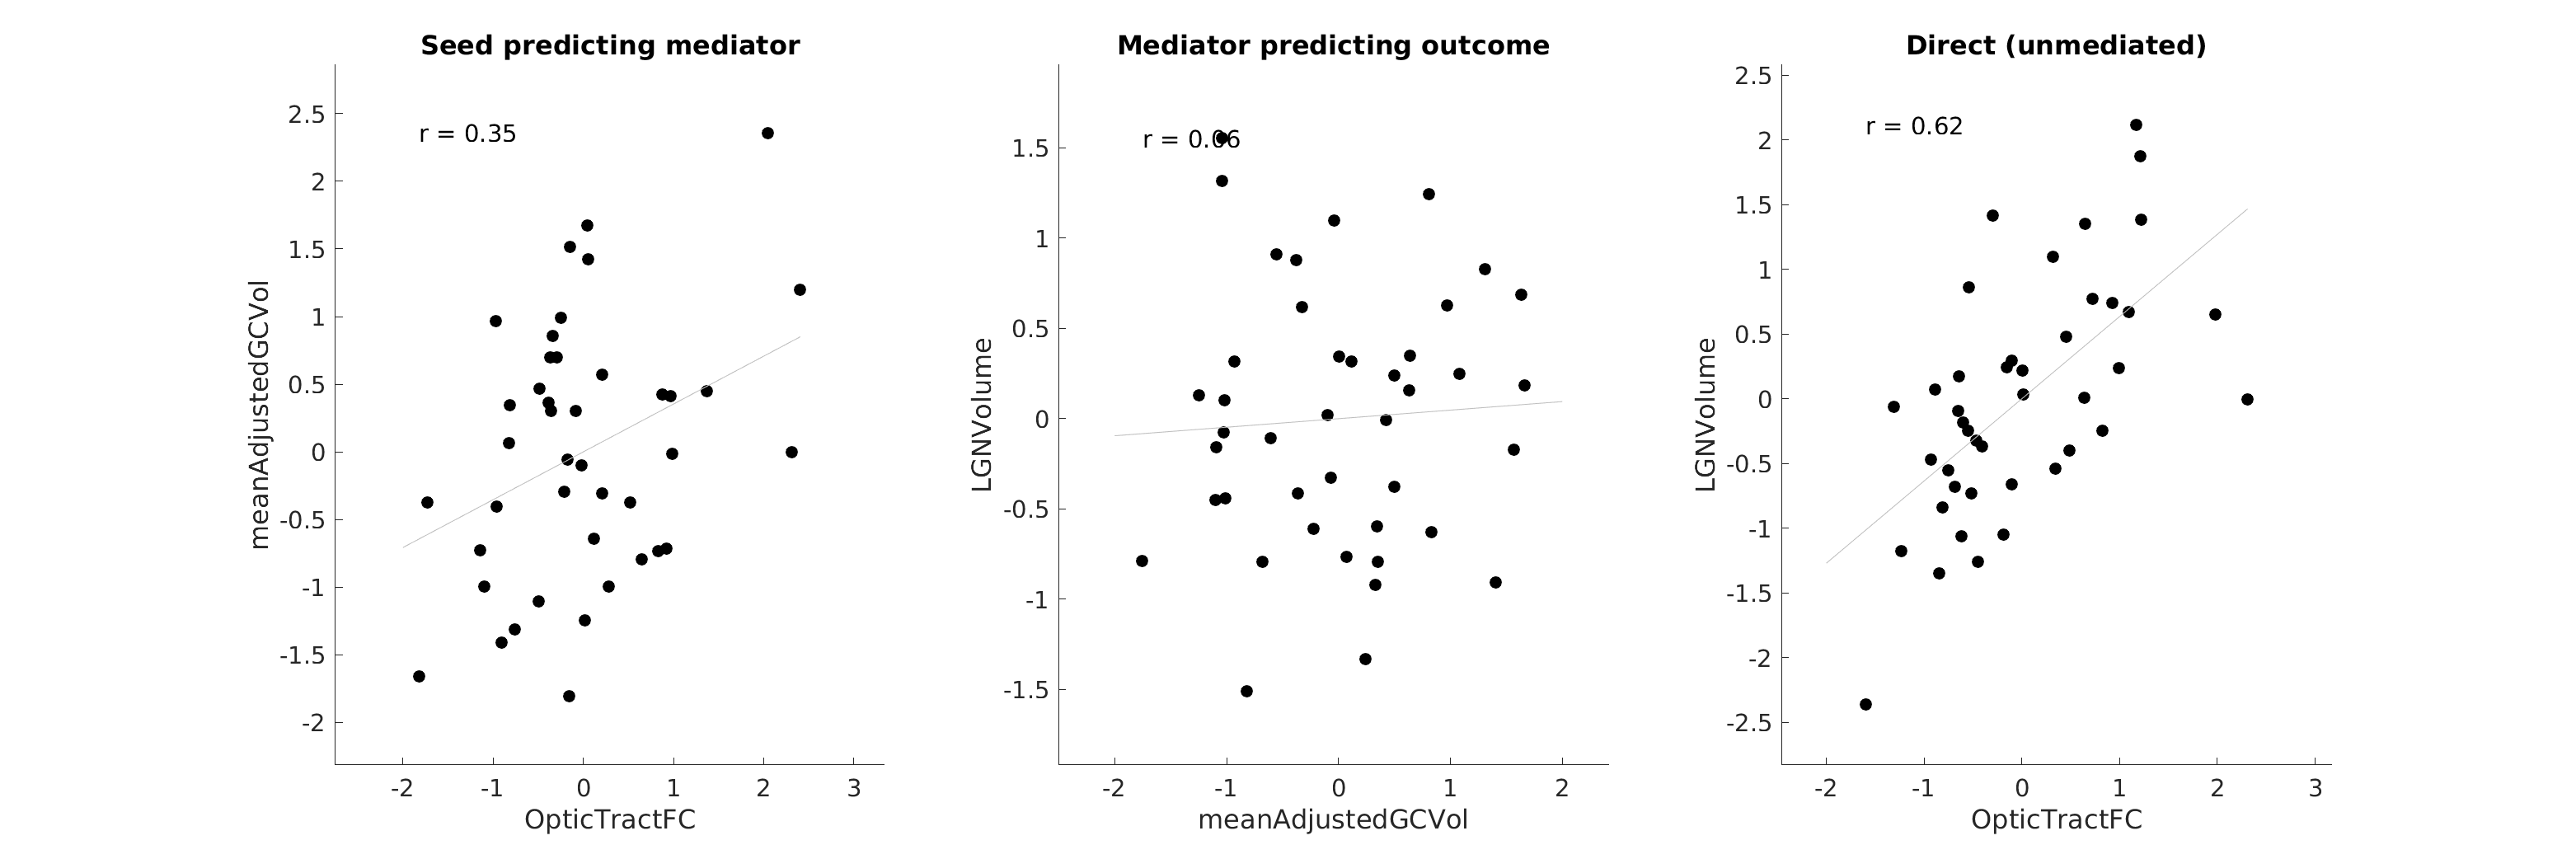 Seed predicting mediator
r = 0.35
2.5
2
1.5
1
0.5
0
-0.5
-1
-1.5
-2
meanAdjustedGCVol
-2 -1 0 1 2 3
OpticTractFC
Mediator predicting outcome
r = 0.06
1.5
1
0.5
0
-0.5
-1
-1.5
LGNVolume
-2 -1 0 1 2
meanAdjustedGCVol
Direct (unmediated)
r = 0.62
2.5
2
1.5
1
0.5
0
-0.5
-1
-1.5
-2
-2.5
LGNVolume
-2 -1 0 1 2 3
OpticTractFC